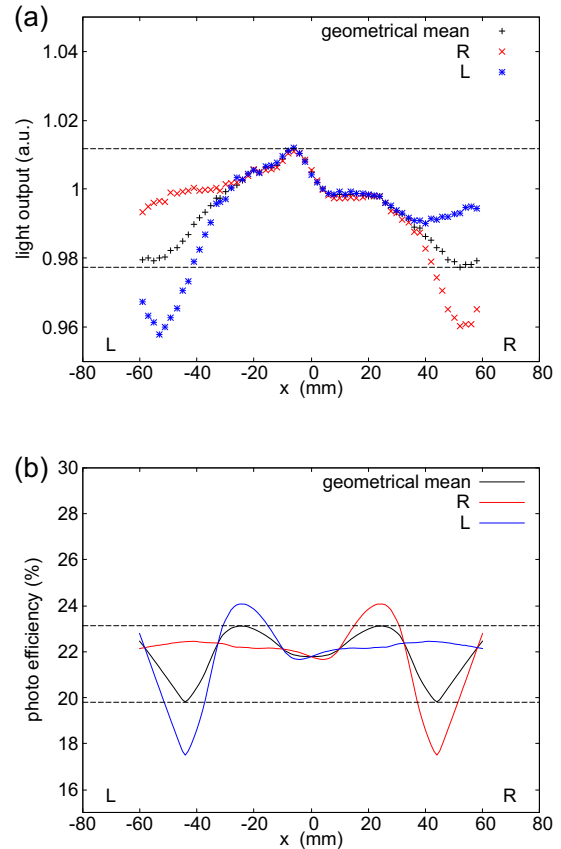 (a)
geometrical mean
R
L
light output (a.u.)
1.04
1.02
1
0.98
0.96
L
R
-80 -60 -40 -20 0 20 40 60 80
x (mm)
(b)
geometrical mean
R
L
photo efficiency (%)
30
28
26
24
22
20
18
16
L
R
-80 -60 -40 -20 0 20 40 60 80
x (mm)